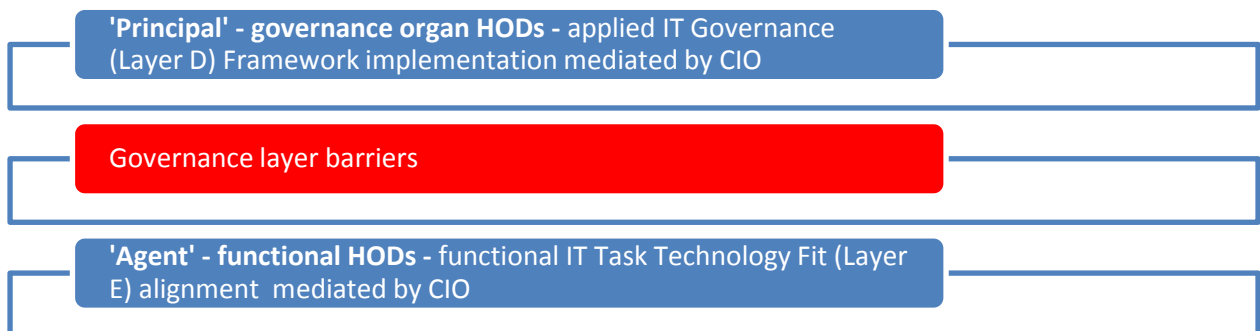 'Principal' - governance organ HODs - applied IT Governance
(Layer D) Framework implementation mediated by CIO
Governance layer barriers
'Agent' - functional HODs - functional IT Task Technology Fit (Layer
E) alignment  mediated by CIO